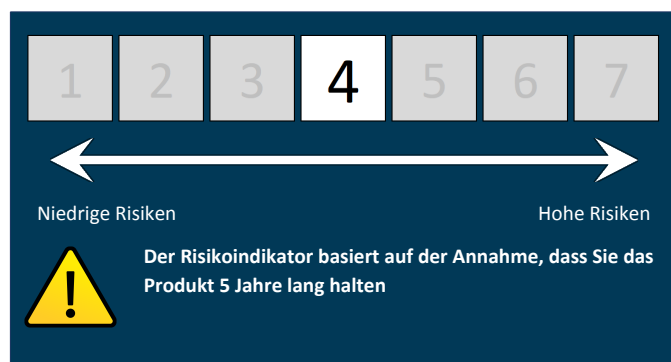 1 2 3 4 5 6 7
Niedrige Risiken Hohe Risiken
Der Risikoindikator basiert auf der Annahme, dass Sie das
Produkt 5 Jahre lang halten